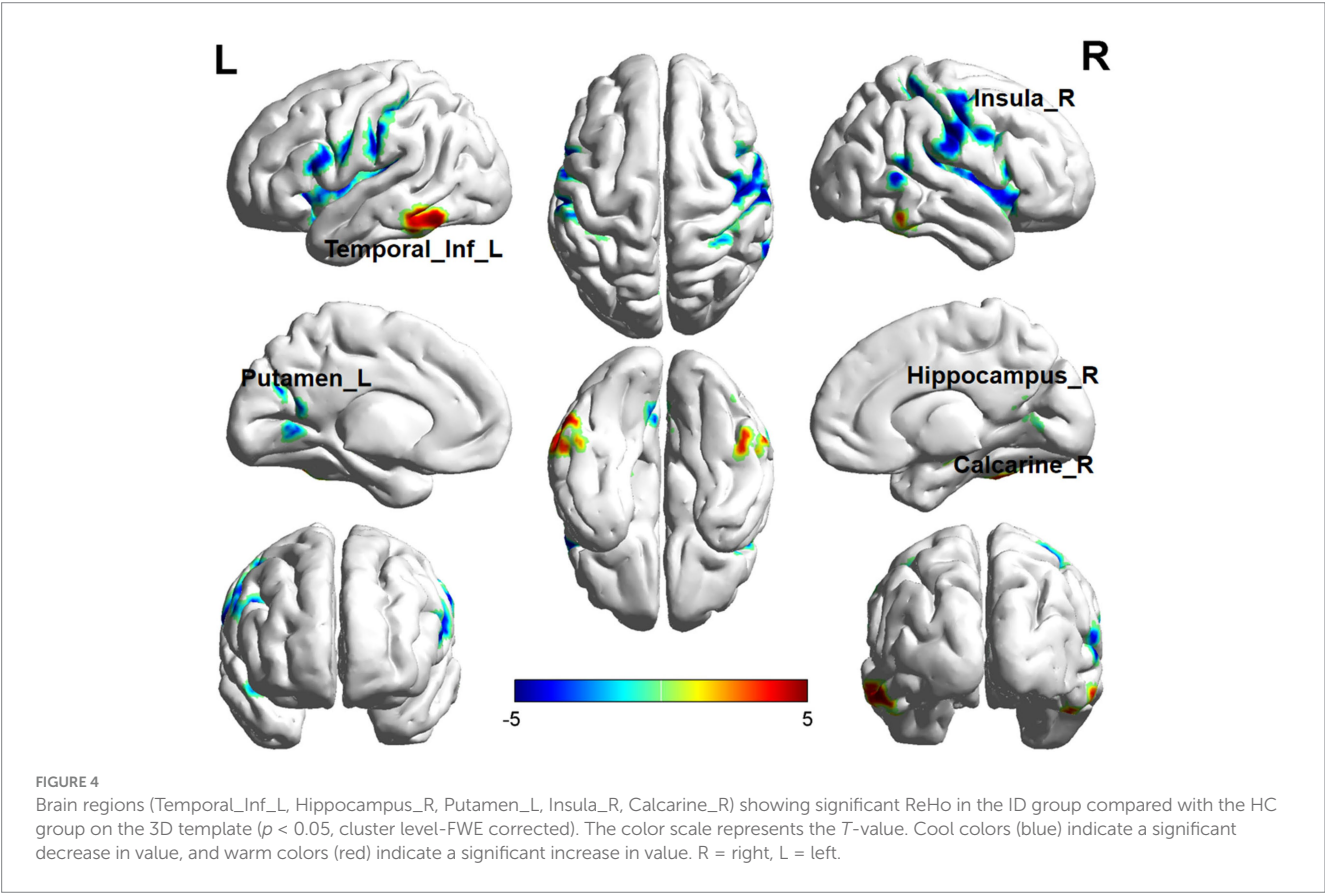 L
R
Insula_R
Temporal_Inf_L
Putamen_L
Hippocampus_R
Calcarine_R
-5
5
FIGURE 4
Brain regions (Temporal_Inf_L, Hippocampus_R, Putamen_L, Insula_R, Calcarine_R) showing significant ReHo in the ID group compared with the HC
group on the 3D template (p < 0.05, cluster level-FWE corrected). The color scale represents the T-value. Cool colors (blue) indicate a significant
decrease in value, and warm colors (red) indicate a significant increase in value. R = right, L = left.